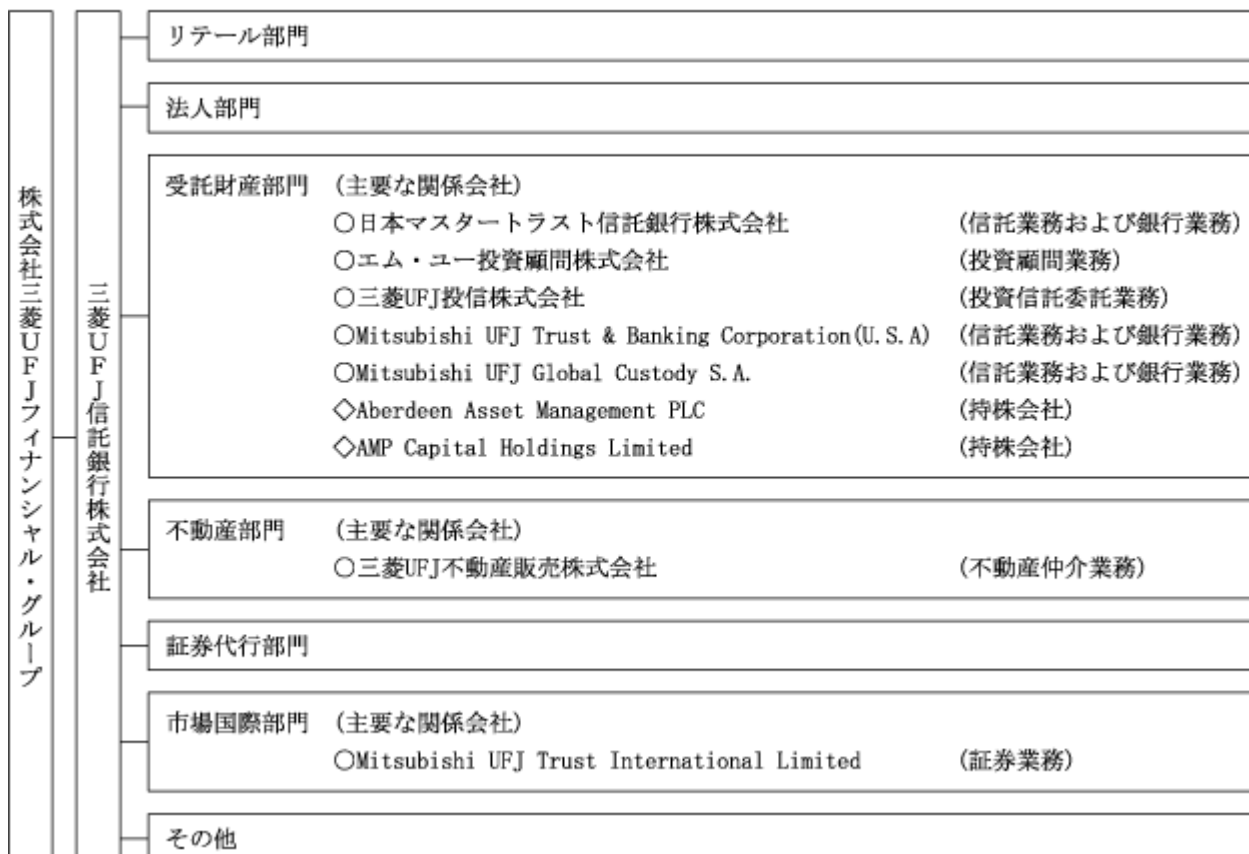 株式会社三菱UFJフィナンシャル・グループ
三菱UFJ信託銀行株式会社
リテール部門
法人部門
受託財産部門 (主要な関係会社)
○日本マスタートラスト信託銀行株式会社 (信託業務および銀行業務)
○エム・ユー投資顧問株式会社 (投資顧問業務)
○三菱UFJ投信株式会社 (投資信託委託業務)
○Mitsubishi UFJ Trust & Banking Corporation(U.S.A) (信託業務および銀行業務)
○Mitsubishi UFJ Global Custody S.A. (信託業務および銀行業務)
◇Aberdeen Asset Management PLC (持株会社)
◇AMP Capital Holdings Limited (持株会社)
不動産部門 (主要な関係会社)
○三菱UFJ不動産販売株式会社 (不動産仲介業務)
証券代行部門
市場国際部門 (主要な関係会社)
○Mitsubishi UFJ Trust International Limited (証券業務)
その他